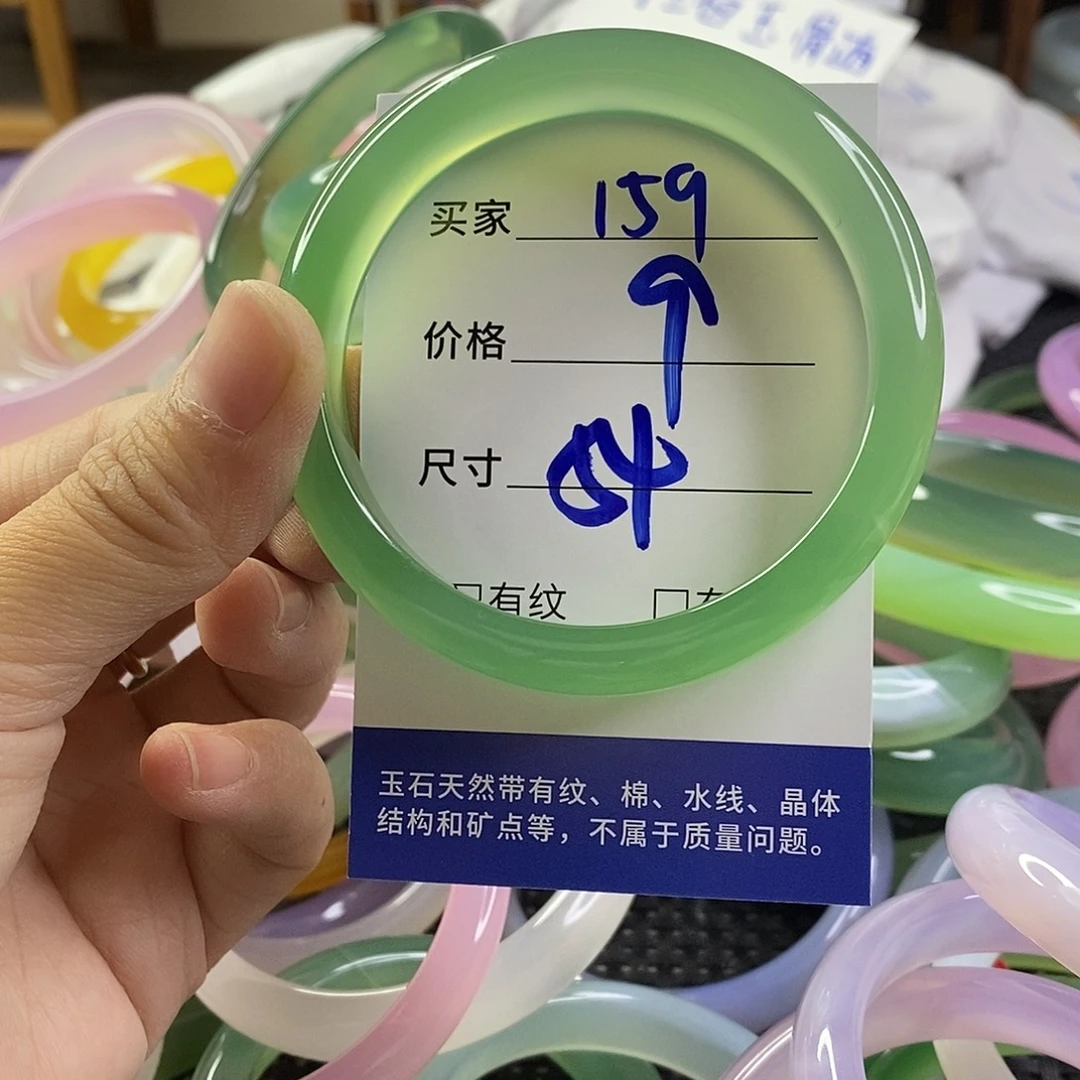 买家 159
价格
尺寸 54
□有纹 □
玉石天然带有纹、棉、水线、晶体
结构和矿点等，不属于质量问题。